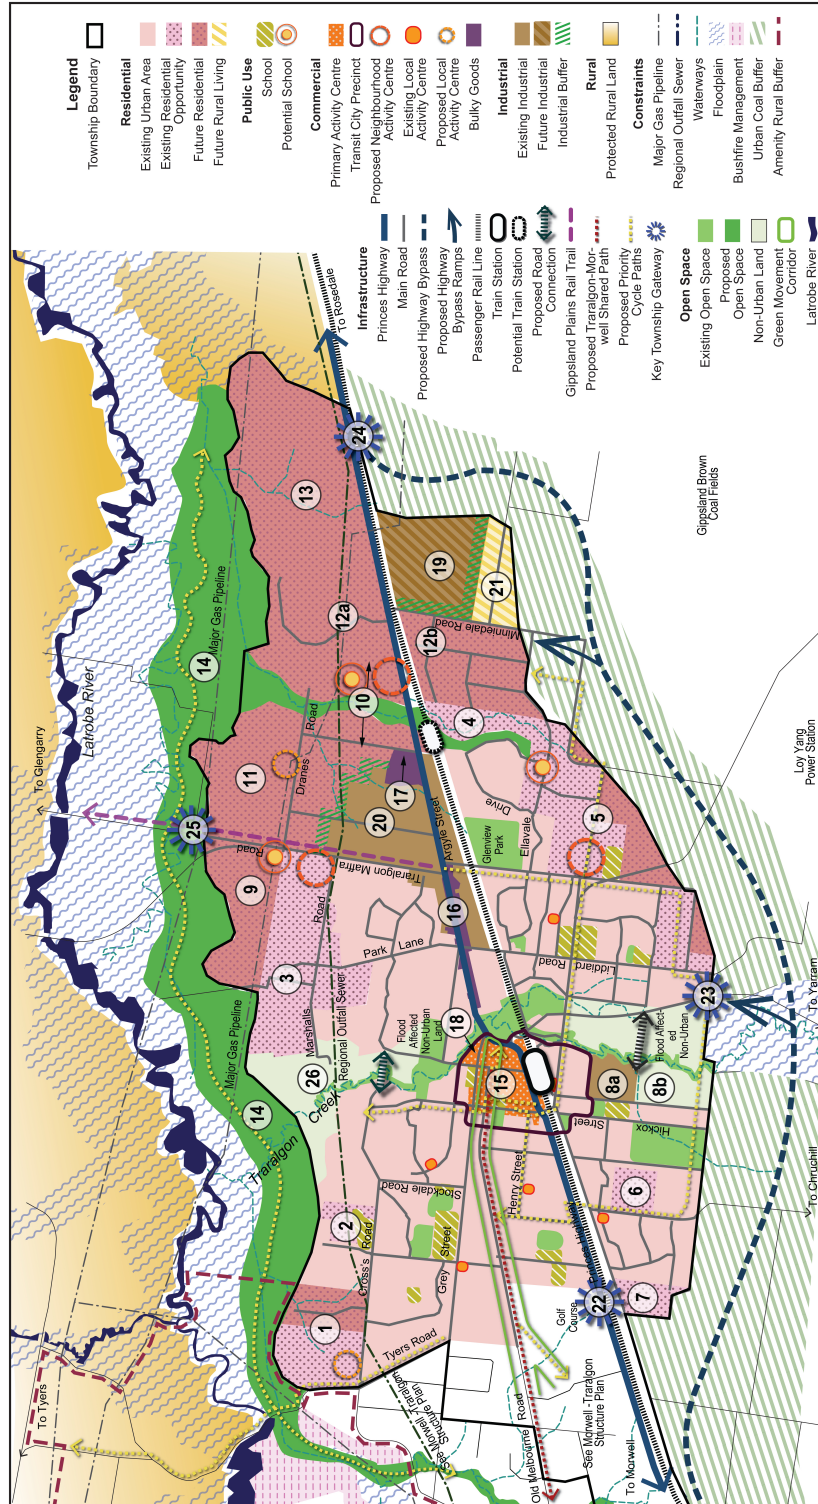 Legend
Township Boundary
Residential
Existing Urban Area
Existing Residential
Opportunity
Future Residential
Future Rural Living
Public Use
School
Potential School
Commercial
Primary Activity Centre
Transit City Precinct
Proposed Neighbourhood
Activity Centre
Existing Local
Activity Centre
Proposed Local
Activity Centre
Bulky Goods
Industrial
Existing Industrial
Future Industrial
Industrial Buffer
Rural
Protected Rural Land
Constraints
Major Gas Pipeline
Regional Outfall Sewer
Waterways
Floodplain
Bushfire Management
Urban Coal Buffer
Amenity Rural Buffer
Infrastructure
Princes Highway
Main Road
Proposed Highway Bypass
Proposed Highway
Bypass Ramps
Passenger Rail Line
Train Station
Potential Train Station
Proposed Road
Connection
Gippsland Plains Rail Trail
Proposed Traralgon-Mor-
well Shared Path
Proposed Priority
Cycle Paths
Key Township Gateway
Open Space
Existing Open Space
Proposed
Open Space
Non-Urban Land
Green Movement
Corridor
Latrobe River
To Tyers
To Glengarry
Latrobe River
To Rosedale
Major Gas Pipeline
Major Gas Pipeline
14
14
25
24
13
12a
12b
11
10
9
3
26
2
1
20
17
16
18
15
19
21
4
5
8a
8b
6
7
22
23
Traralgon
Creek
Marshalls
Road
Regional Outfall Sewer
Dranes
Road
Traralgon Maffra
Road
Park Lane
Argyle Street
Minniedale Road
Flood
Affected
Non-Urban
Land
Glenview
Park
Ellavale
Drive
Liddiard
Road
Flood Affect-
ed
Non-Urban
Hickox
Street
Henry Street
Stockdale Road
Cross's
Road
Grey
Street
Tyers Road
Princes Highway
Golf
Course
Old Melbourne Road
See Morwell -Traralgon
Structure Plan
See Morwell - Traralgon
Structure Plan
To Morwell
To Chruchill
To Yarram
Loy Yang
Power Station
Gippsland Brown
Coal Fields